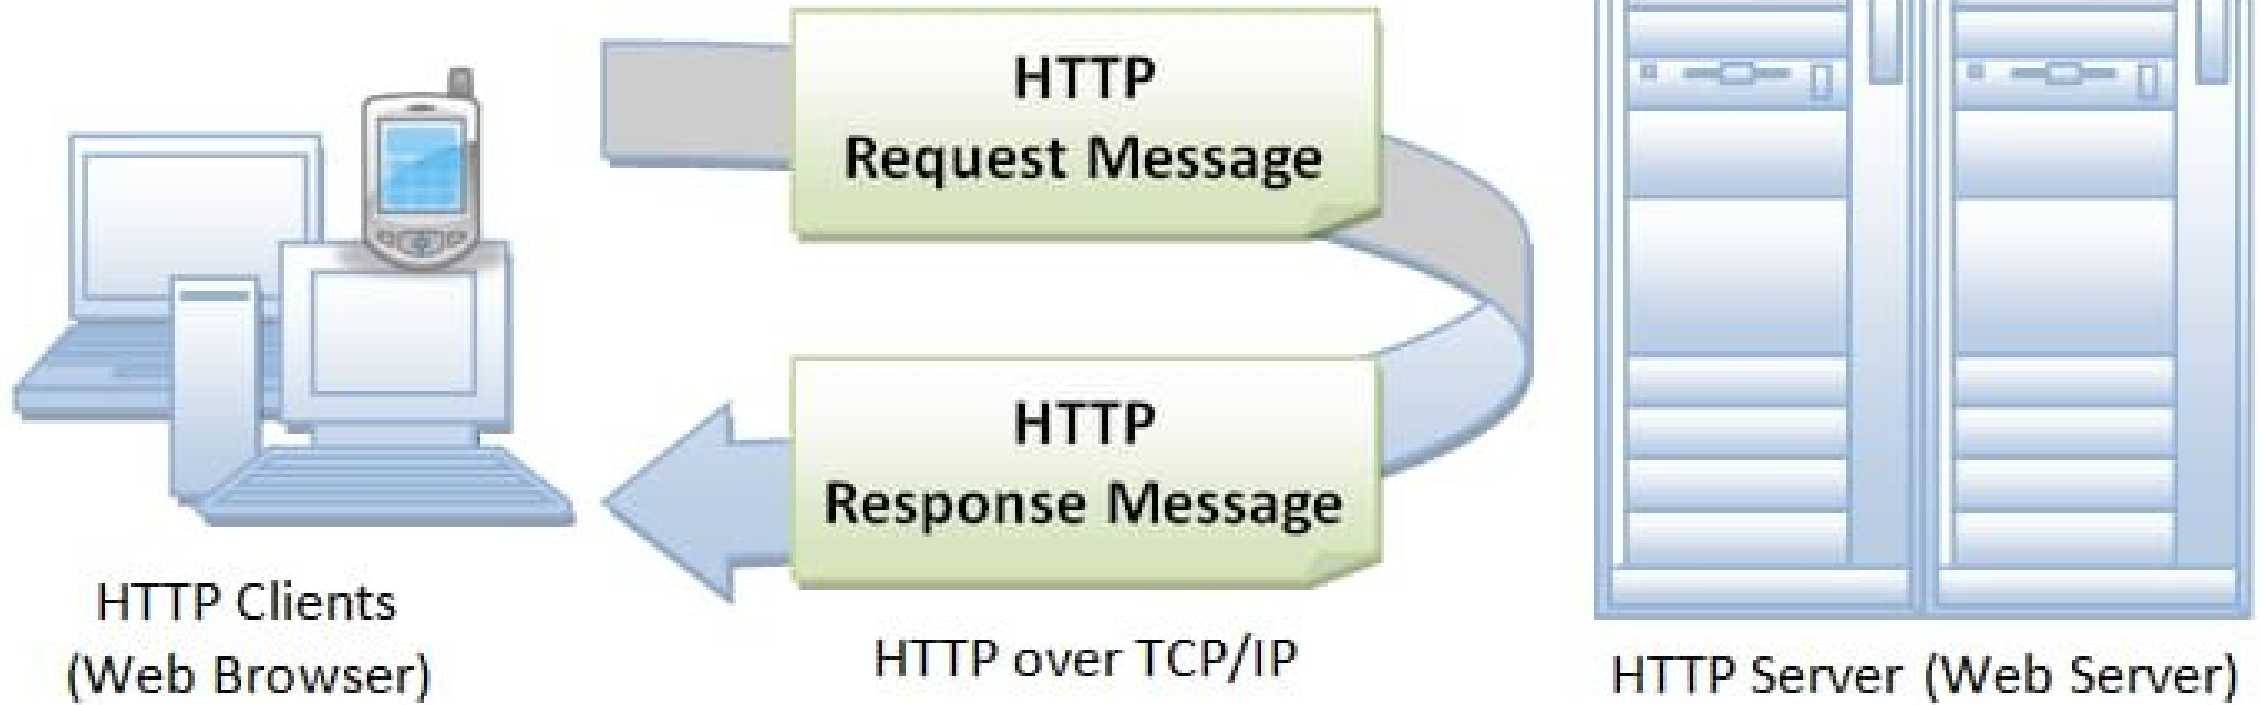 HTTP
Request Message
HTTP
Response Message
HTTP Clients
(Web Browser)
HTTP over TCP/IP
HTTP Server (Web Server)